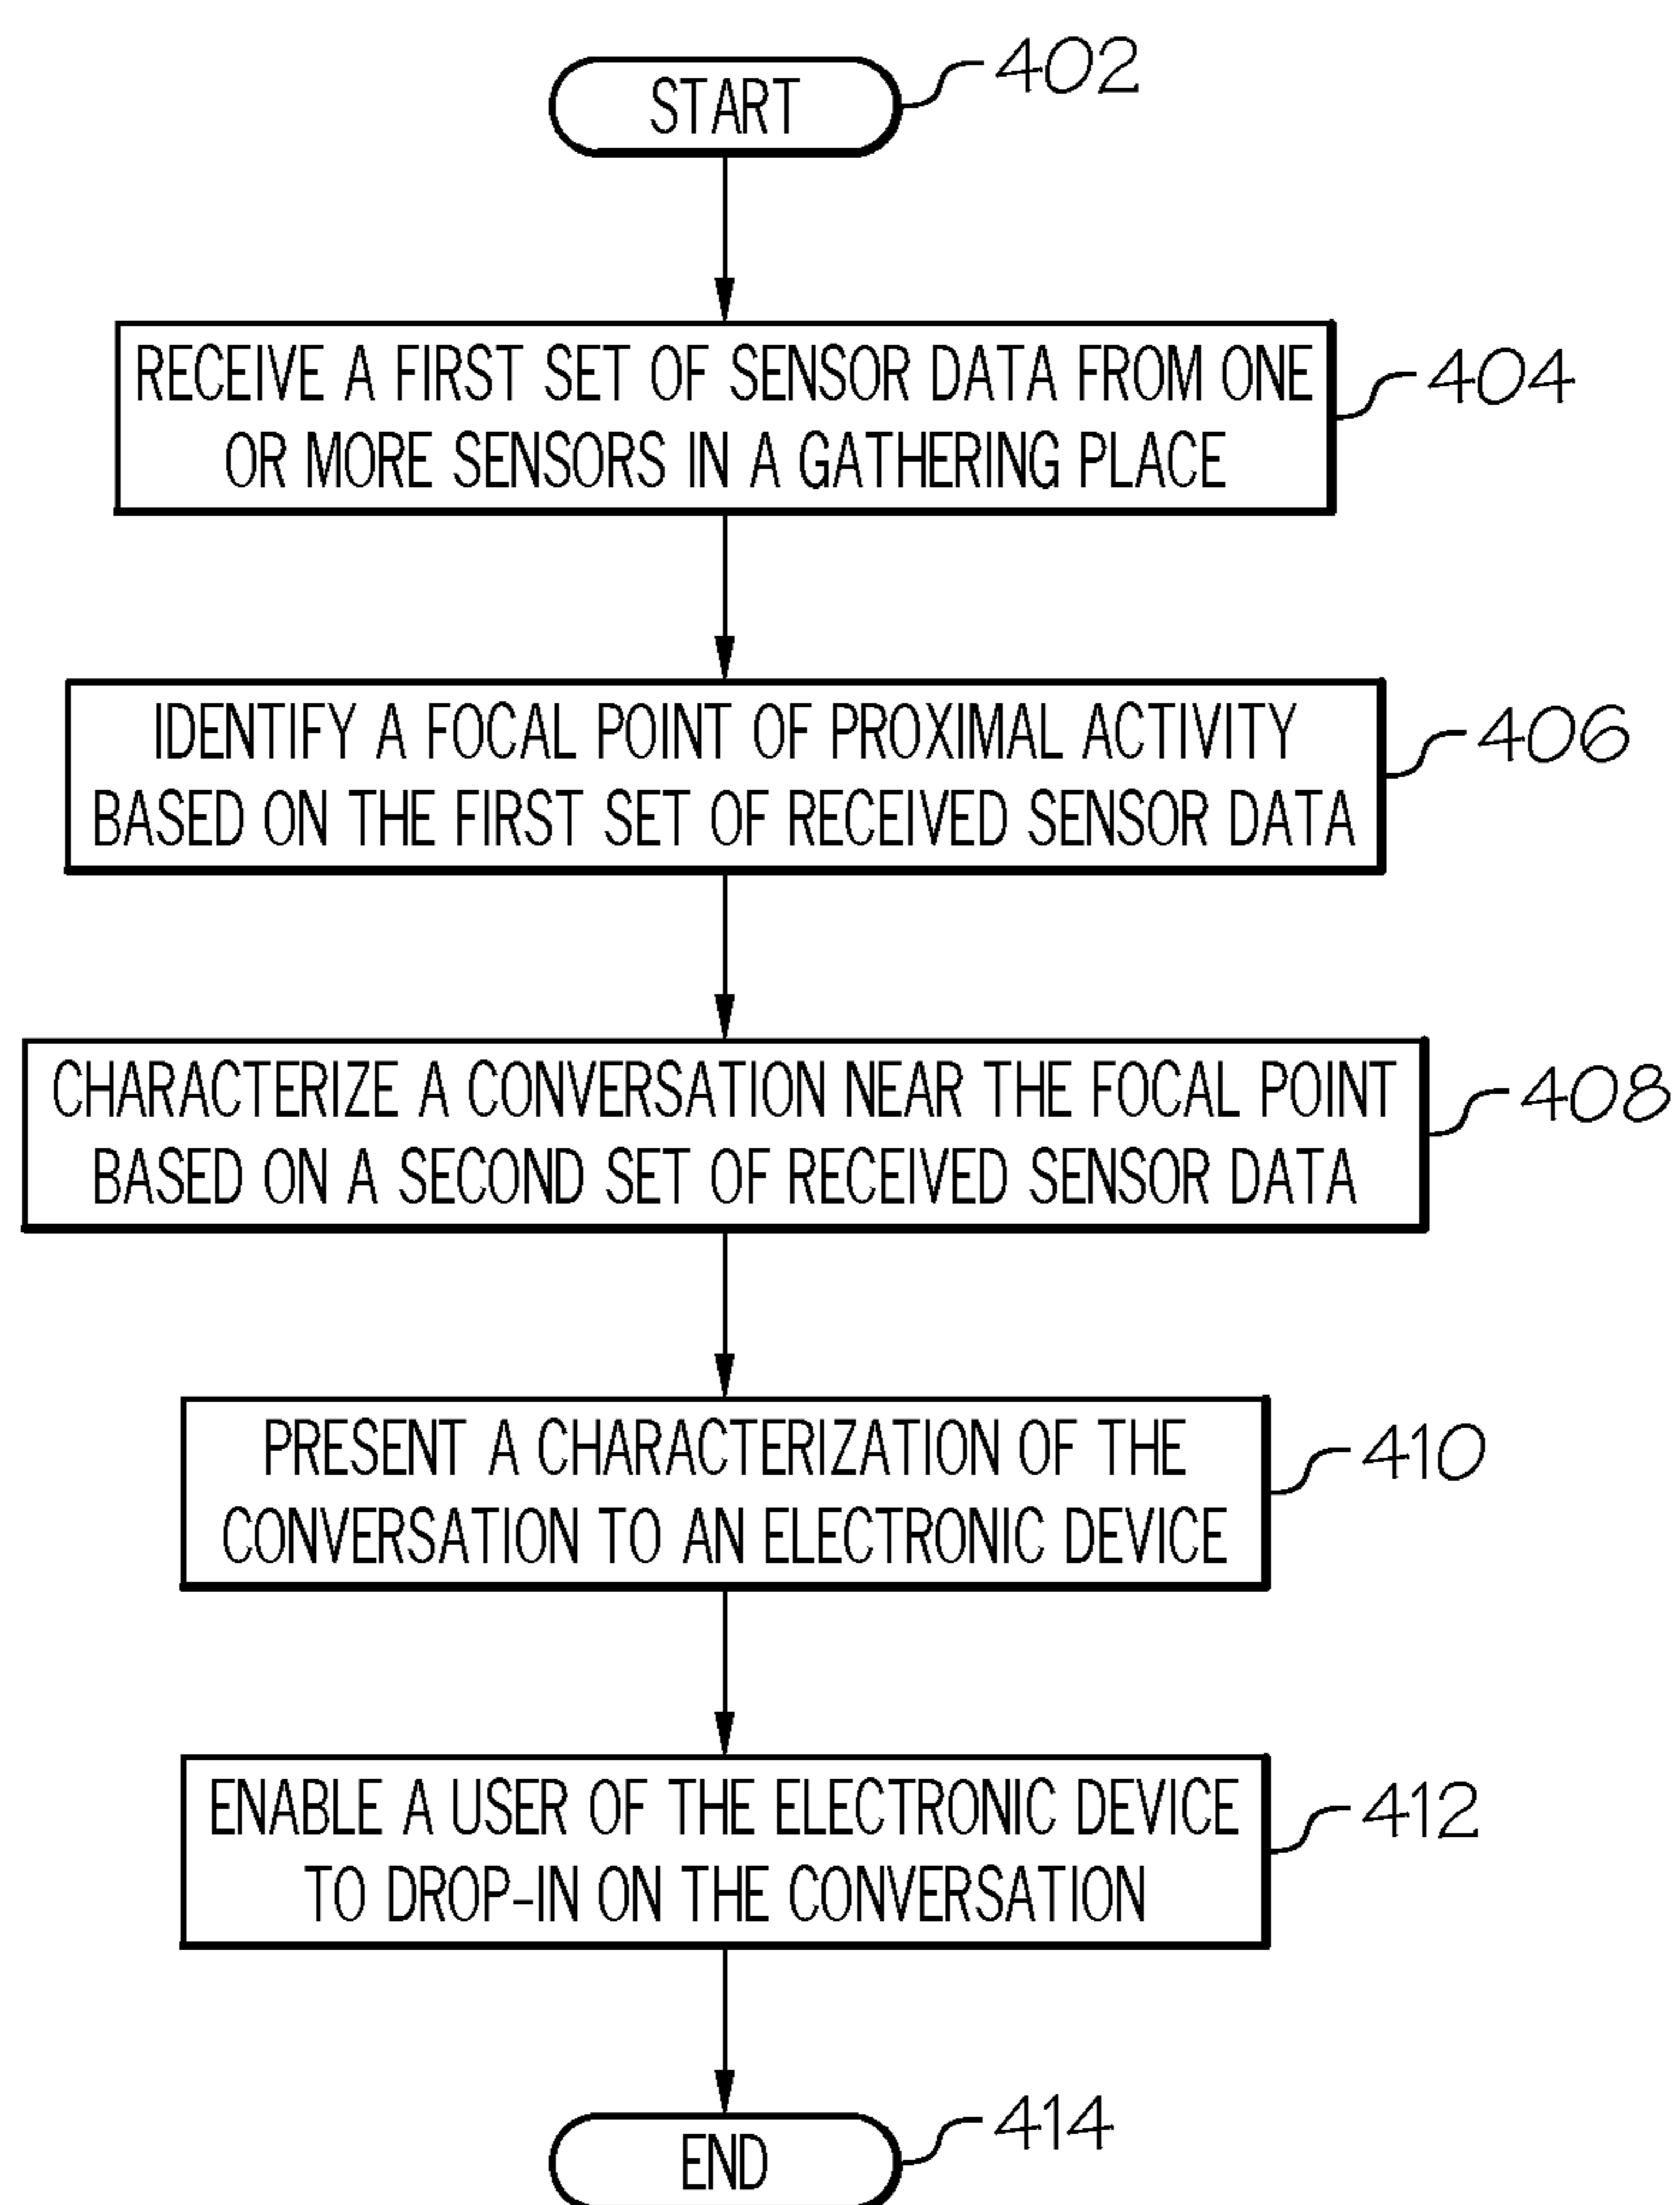 START
402
RECEIVE A FIRST SET OF SENSOR DATA FROM ONE
OR MORE SENSORS IN A GATHERING PLACE
404
IDENTIFY A FOCAL POINT OF PROXIMAL ACTIVITY
BASED ON THE FIRST SET OF RECEIVED SENSOR DATA
406
CHARACTERIZE A CONVERSATION NEAR THE FOCAL POINT
BASED ON A SECOND SET OF RECEIVED SENSOR DATA
408
PRESENT A CHARACTERIZATION OF THE
CONVERSATION TO AN ELECTRONIC DEVICE
410
ENABLE A USER OF THE ELECTRONIC DEVICE
TO DROP-IN ON THE CONVERSATION
412
END
414